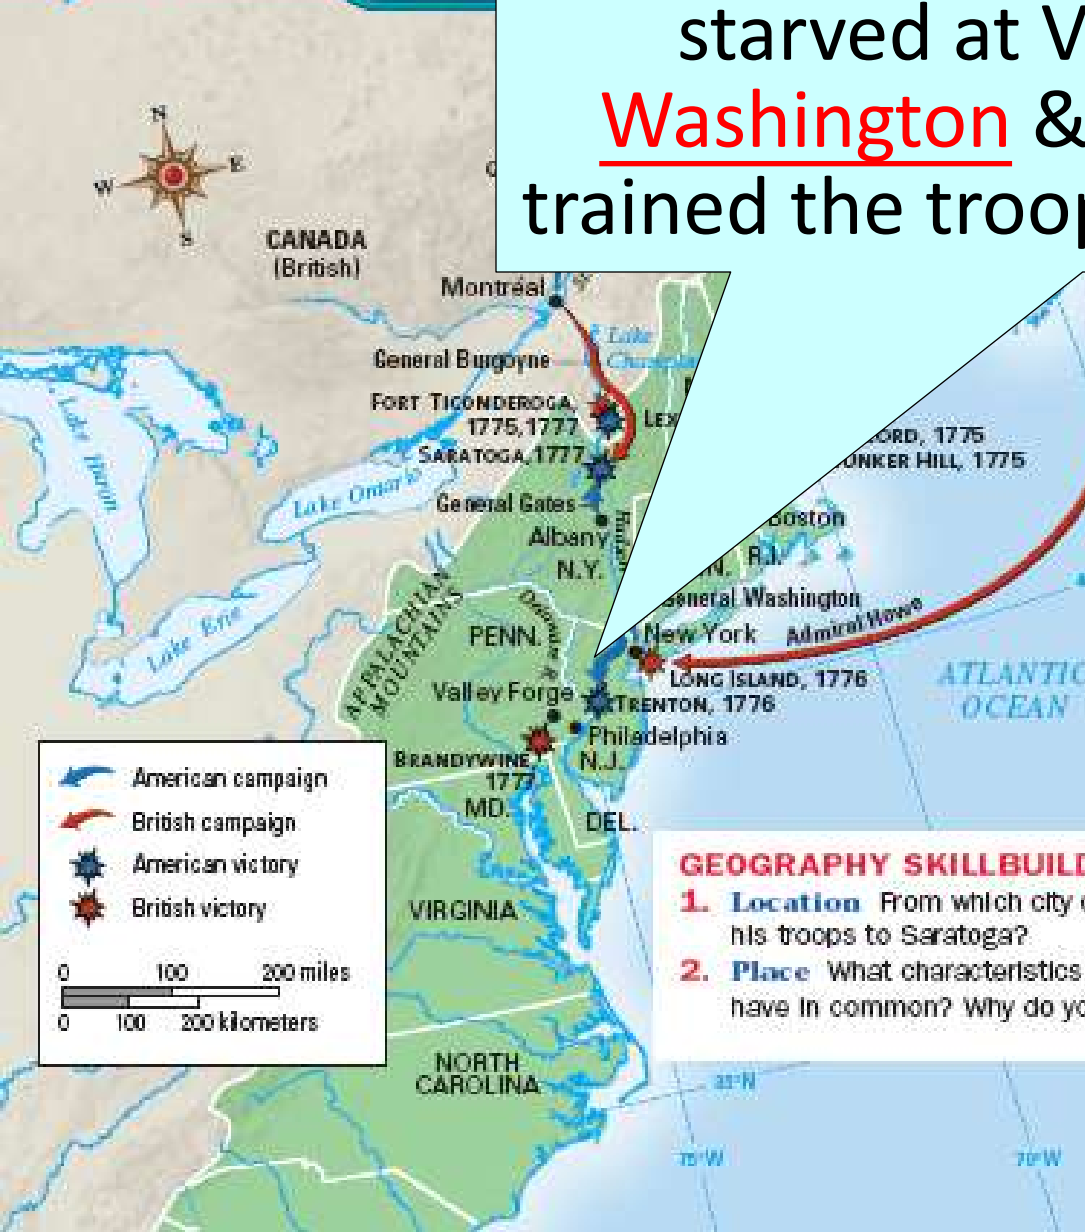 starved at V
Washington &
trained the troop
N
W
E
S
CANADA
(British)
Montréal
General Burgoyne
Lake
FORT TICONDEROGA,
1775,1777
LEX
SARATOGA,1777
ORD, 1775
UNKER HILL, 1775
Lake Huron
Lake Ontario
General Gates
Albany
Boston
N.Y.
R.I.
N.
APPALACHIAN
MOUNTAINS
General Washington
Lake Erie
PENN.
New York
Admiral Howe
LONG ISLAND, 1776
ATLANTIC
OCEAN
Valley Forge
TRENTON, 1776
Philadelphia
BRANDYWINE,
1777
N.J.
MD.
DEL.
American campaign
British campaign
American victory
British victory
0 100 200 miles
0 100 200 kilometers
VIRGINIA
GEOGRAPHY SKILLBUILD
1. Location From which city
his troops to Saratoga?
2. Place What characteristics
have in common? Why do yo
NORTH
CAROLINA
75°W
70°W